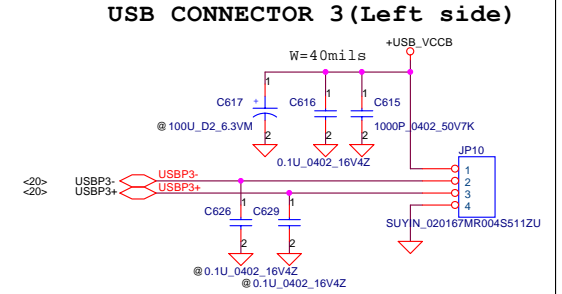 USB CONNECTOR 3(Left side)
+USB_VCCB
W=40mils
1
1
1
C617
+
C616
C615
@ 100U_D2_6.3VM
1000P_0402_50V7K
2
2
2
0.1U_0402_16V4Z
JP10
<20> USBP3- USBP3-
<20> USBP3+ USBP3+
1
2
3
4
1
1
C626
C629
SUYIN_020167MR004S511ZU
2
2
@ 0.1U_0402_16V4Z
@ 0.1U_0402_16V4Z